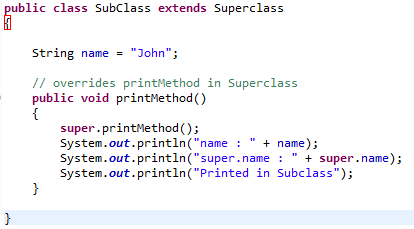 public class SubClass extends Superclass
{
String name = "John";
// overrides printMethod in Superclass
public void printMethod()
{
super.printMethod();
System.out.println("name : " + name);
System.out.println("super.name : " + super.name);
System.out.println("Printed in Subclass");
}
}